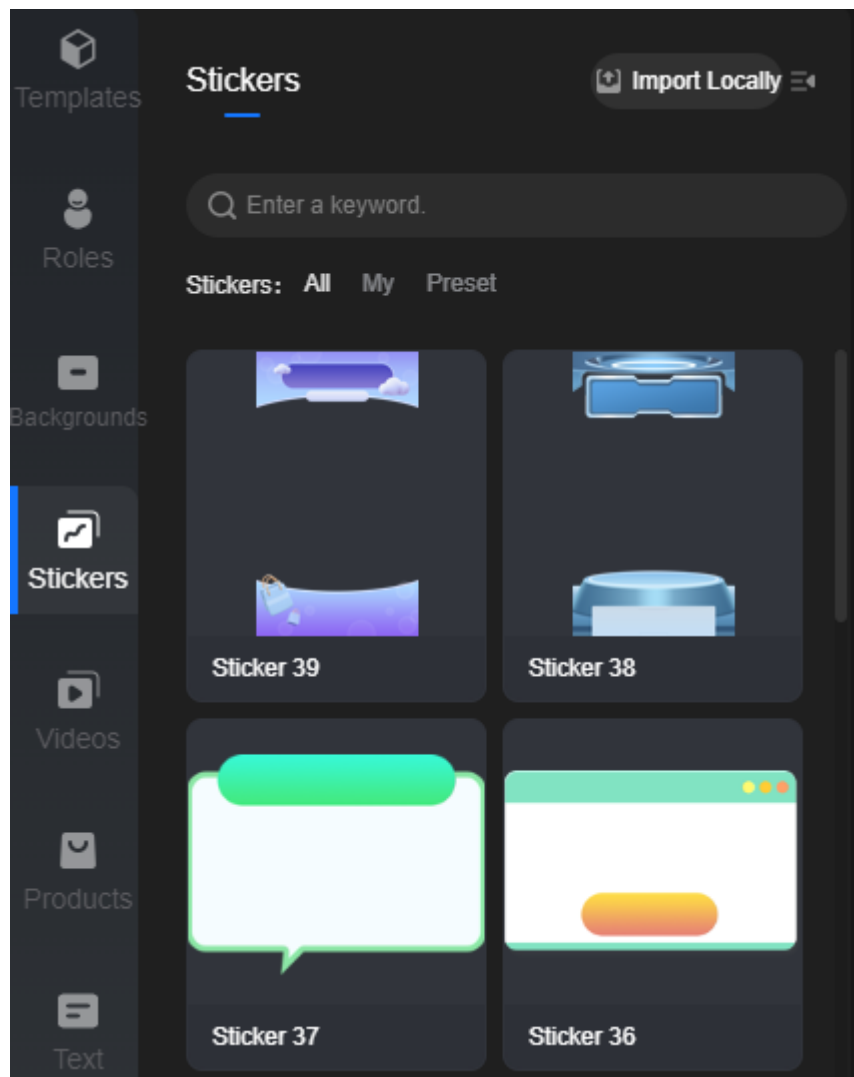 Templates
Roles
Backgrounds
Stickers
Videos
Products
Text
Stickers
Import Locally
Enter a keyword.
Stickers: All My Preset
Sticker 39
Sticker 38
Sticker 37
Sticker 36